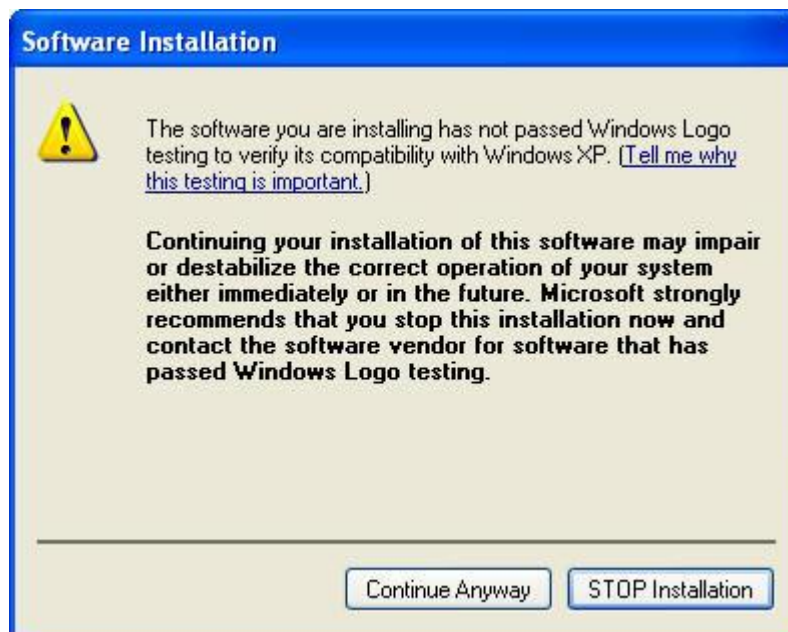 Software Installation
The software you are installing has not passed Windows Logo
testing to verify its compatibility with Windows XP. (Tell me why
this testing is important.)
Continuing your installation of this software may impair
or destabilize the correct operation of your system
either immediately or in the future. Microsoft strongly
recommends that you stop this installation now and
contact the software vendor for software that has
passed Windows Logo testing.
Continue Anyway
STOP Installation